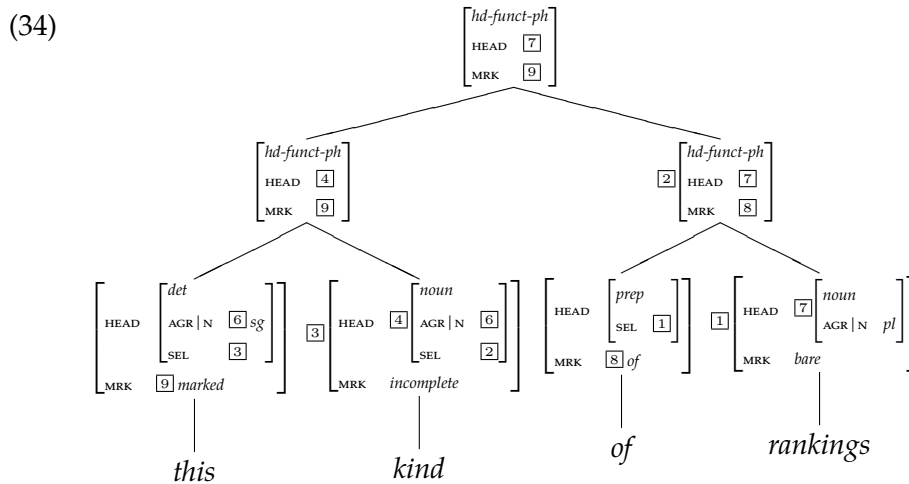 (34)
hd-funct-ph
HEAD 7
MRK 9
hd-funct-ph
HEAD 4
MRK 9
2 hd-funct-ph
HEAD 7
MRK 8
HEAD det
AGR|N 6 sg
SEL 3
MRK 9 marked
3 HEAD 4 noun
AGR|N 6
SEL 2
MRK incomplete
HEAD prep
SEL 1
MRK 8 of
1 HEAD 7 noun
AGR|N pl
MRK bare
this kind of rankings